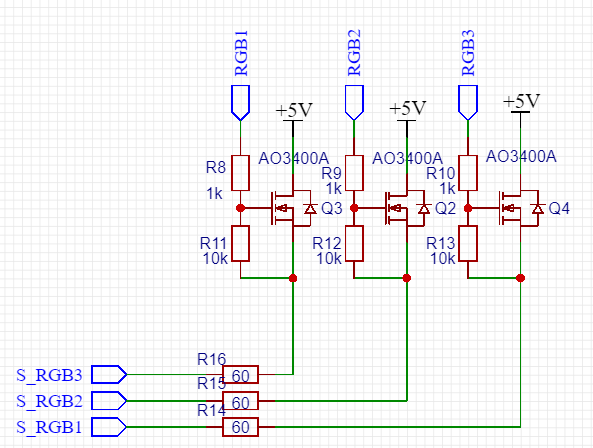 RGB1
RGB2
RGB3
+5V
+5V
+5V
AO3400A
AO3400A
AO3400A
R8
1k
R9
1k
R10
1k
Q3
Q2
Q4
R11
10k
R12
10k
R13
10k
S_RGB3
R16
60
S_RGB2
R15
60
S_RGB1
R14
60